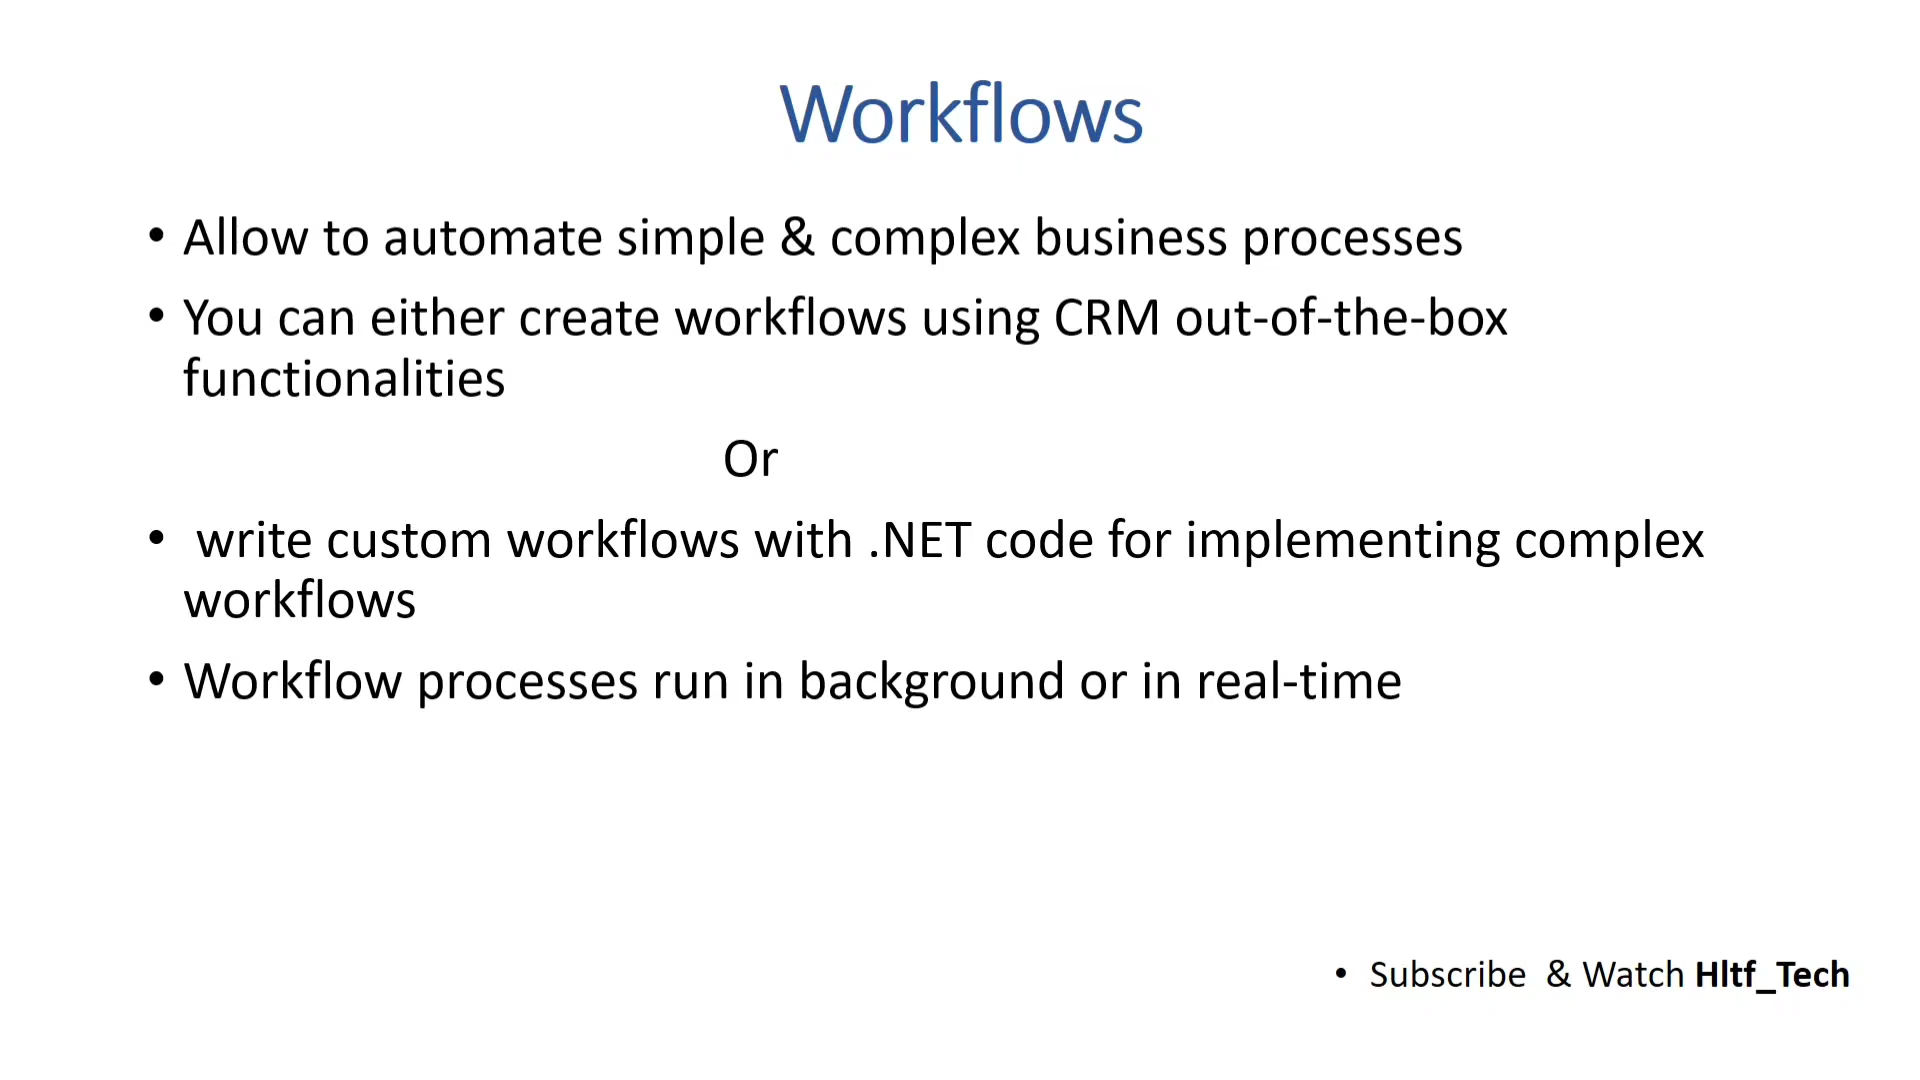 Workflows
• Allow to automate simple & complex business processes
• You can either create workflows using CRM out-of-the-box
functionalities
Or
• write custom workflows with .NET code for implementing complex
workflows
• Workflow processes run in background or in real-time
• Subscribe & Watch Hltf_Tech